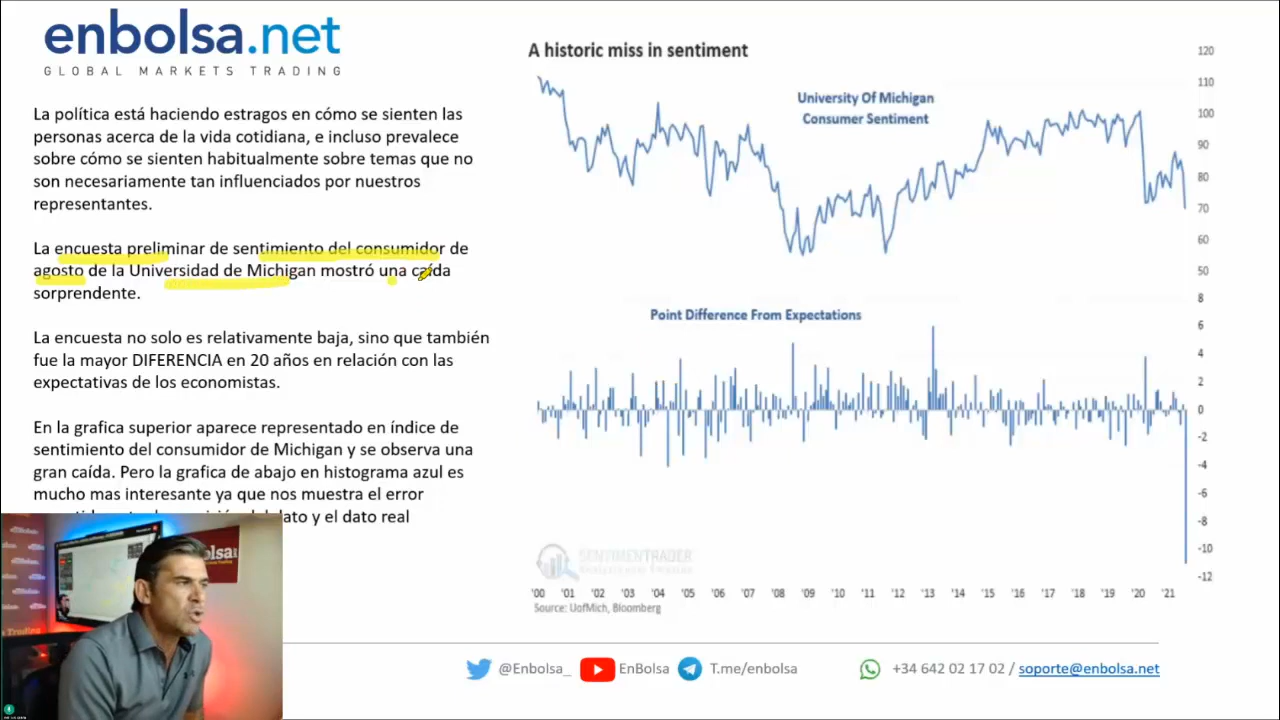 enbolsa.net
GLOBAL MARKETS TRADING
La política está haciendo estragos en cómo se sienten las
personas acerca de la vida cotidiana, e incluso prevalece
sobre cómo se sienten habitualmente sobre temas que no
son necesariamente tan influenciados por nuestros
representantes.
La encuesta preliminar de sentimiento del consumidor de
agosto de la Universidad de Michigan mostró una caída
sorprendente.
La encuesta no solo es relativamente baja, sino que también
fue la mayor DIFERENCIA en 20 años en relación con las
expectativas de los economistas.
En la grafica superior aparece representado en índice de
sentimiento del consumidor de Michigan y se observa una
gran caída. Pero la grafica de abajo en histograma azul es
mucho mas interesante ya que nos muestra el error
y el dato real
A historic miss in sentiment
University Of Michigan
Consumer Sentiment
120
110
100
90
80
70
60
50
Point Difference From Expectations
8
6
4
2
0
-2
-4
-6
-8
-10
-12
SENTIMENTRADER
'00 '01 '02 '03 '04 '05 '06 '07 '08 '09 '10 '11 '12 '13 '14 '15 '16 '17 '18 '19 '20 '21
Source: UofMich, Bloomberg
@Enbolsa_ EnBolsa T.me/enbolsa +34 642 02 17 02 / soporte@enbolsa.net